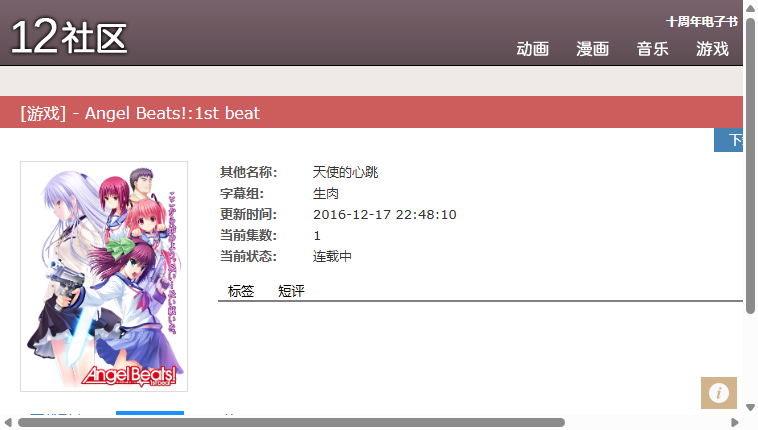 12社区
十周年电子书
动画 漫画 音乐 游戏
[游戏] - Angel Beats!:1st beat
其他名称: 天使的心跳
字幕组: 生肉
更新时间: 2016-12-17 22:48:10
当前集数: 1
当前状态: 连载中
标签 短评
Angel Beats!
1st beat